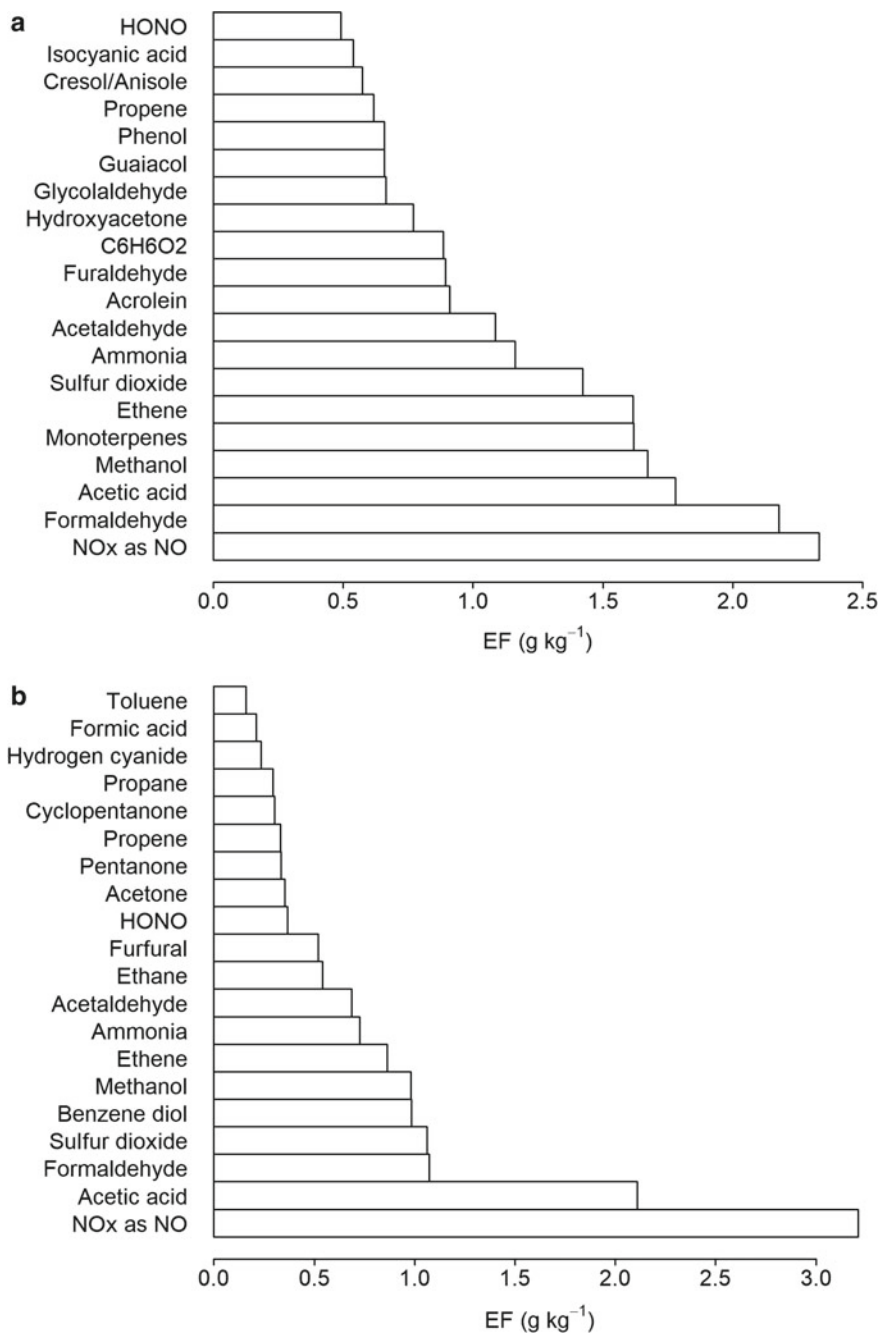 a
HONO
Isocyanic acid
Cresol/Anisole
Propene
Phenol
Guaiacol
Glycolaldehyde
Hydroxyacetone
C6H6O2
Furaldehyde
Acrolein
Acetaldehyde
Ammonia
Sulfur dioxide
Ethene
Monoterpenes
Methanol
Acetic acid
Formaldehyde
NOx as NO
0.0 0.5 1.0 1.5 2.0 2.5
EF (g kg⁻¹)
b
Toluene
Formic acid
Hydrogen cyanide
Propane
Cyclopentanone
Propene
Pentanone
Acetone
HONO
Furfural
Ethane
Acetaldehyde
Ammonia
Ethene
Methanol
Benzene diol
Sulfur dioxide
Formaldehyde
Acetic acid
NOx as NO
0.0 0.5 1.0 1.5 2.0 2.5 3.0
EF (g kg⁻¹)